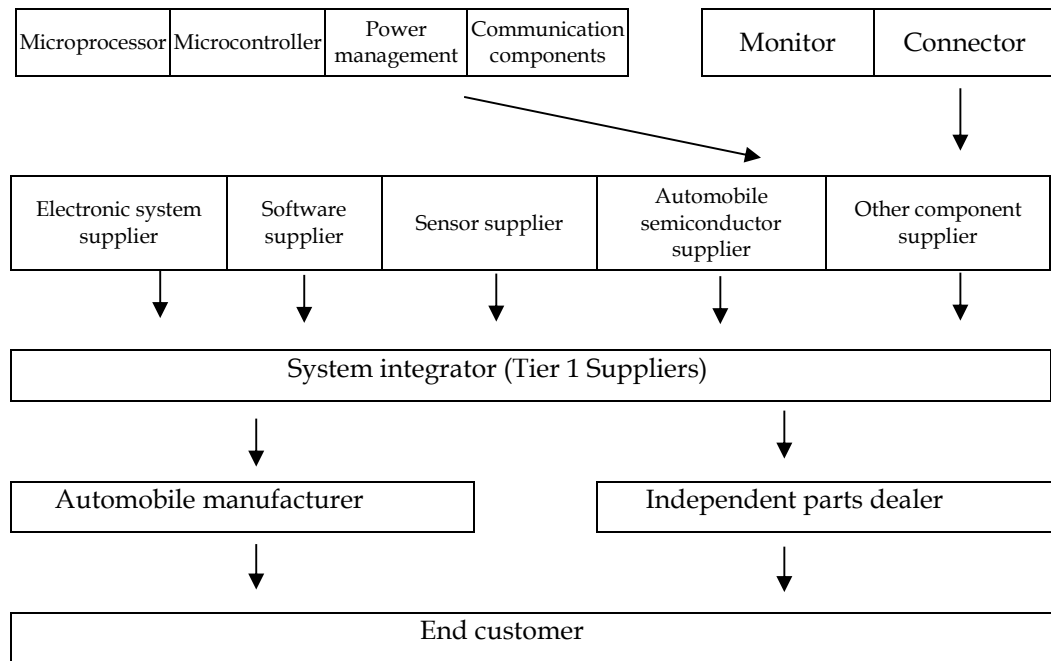 Microprocessor
Microcontroller
Power
management
Communication
components
Monitor
Connector
Electronic system
supplier
Software
supplier
Sensor supplier
Automobile
semiconductor
supplier
Other component
supplier
System integrator (Tier 1 Suppliers)
Automobile manufacturer
Independent parts dealer
End customer